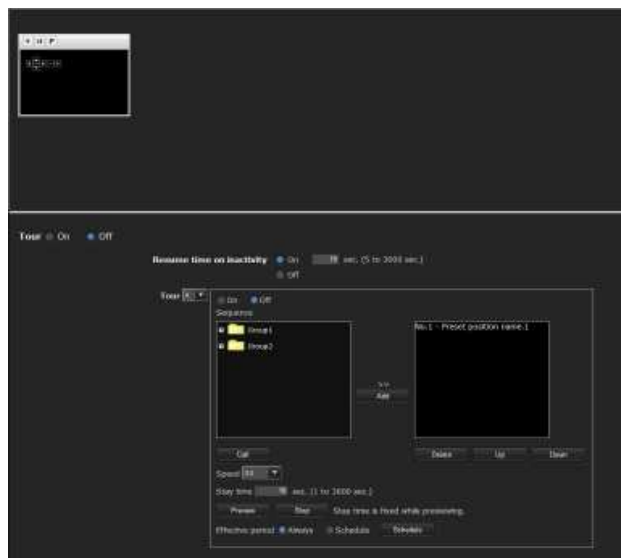 Tour On Off
Resume time on inactivity On sec. (5 to 3000 sec.)
Off
Tour
On Off
Sequence
Group1
Group2
No.1 - Preset position name.1
>>
Add
Call
Delete Up Down
Speed
Stay time sec. (1 to 3600 sec.)
Preview Stop Stay time is fixed while previewing.
Effective period Always Schedule Schedule